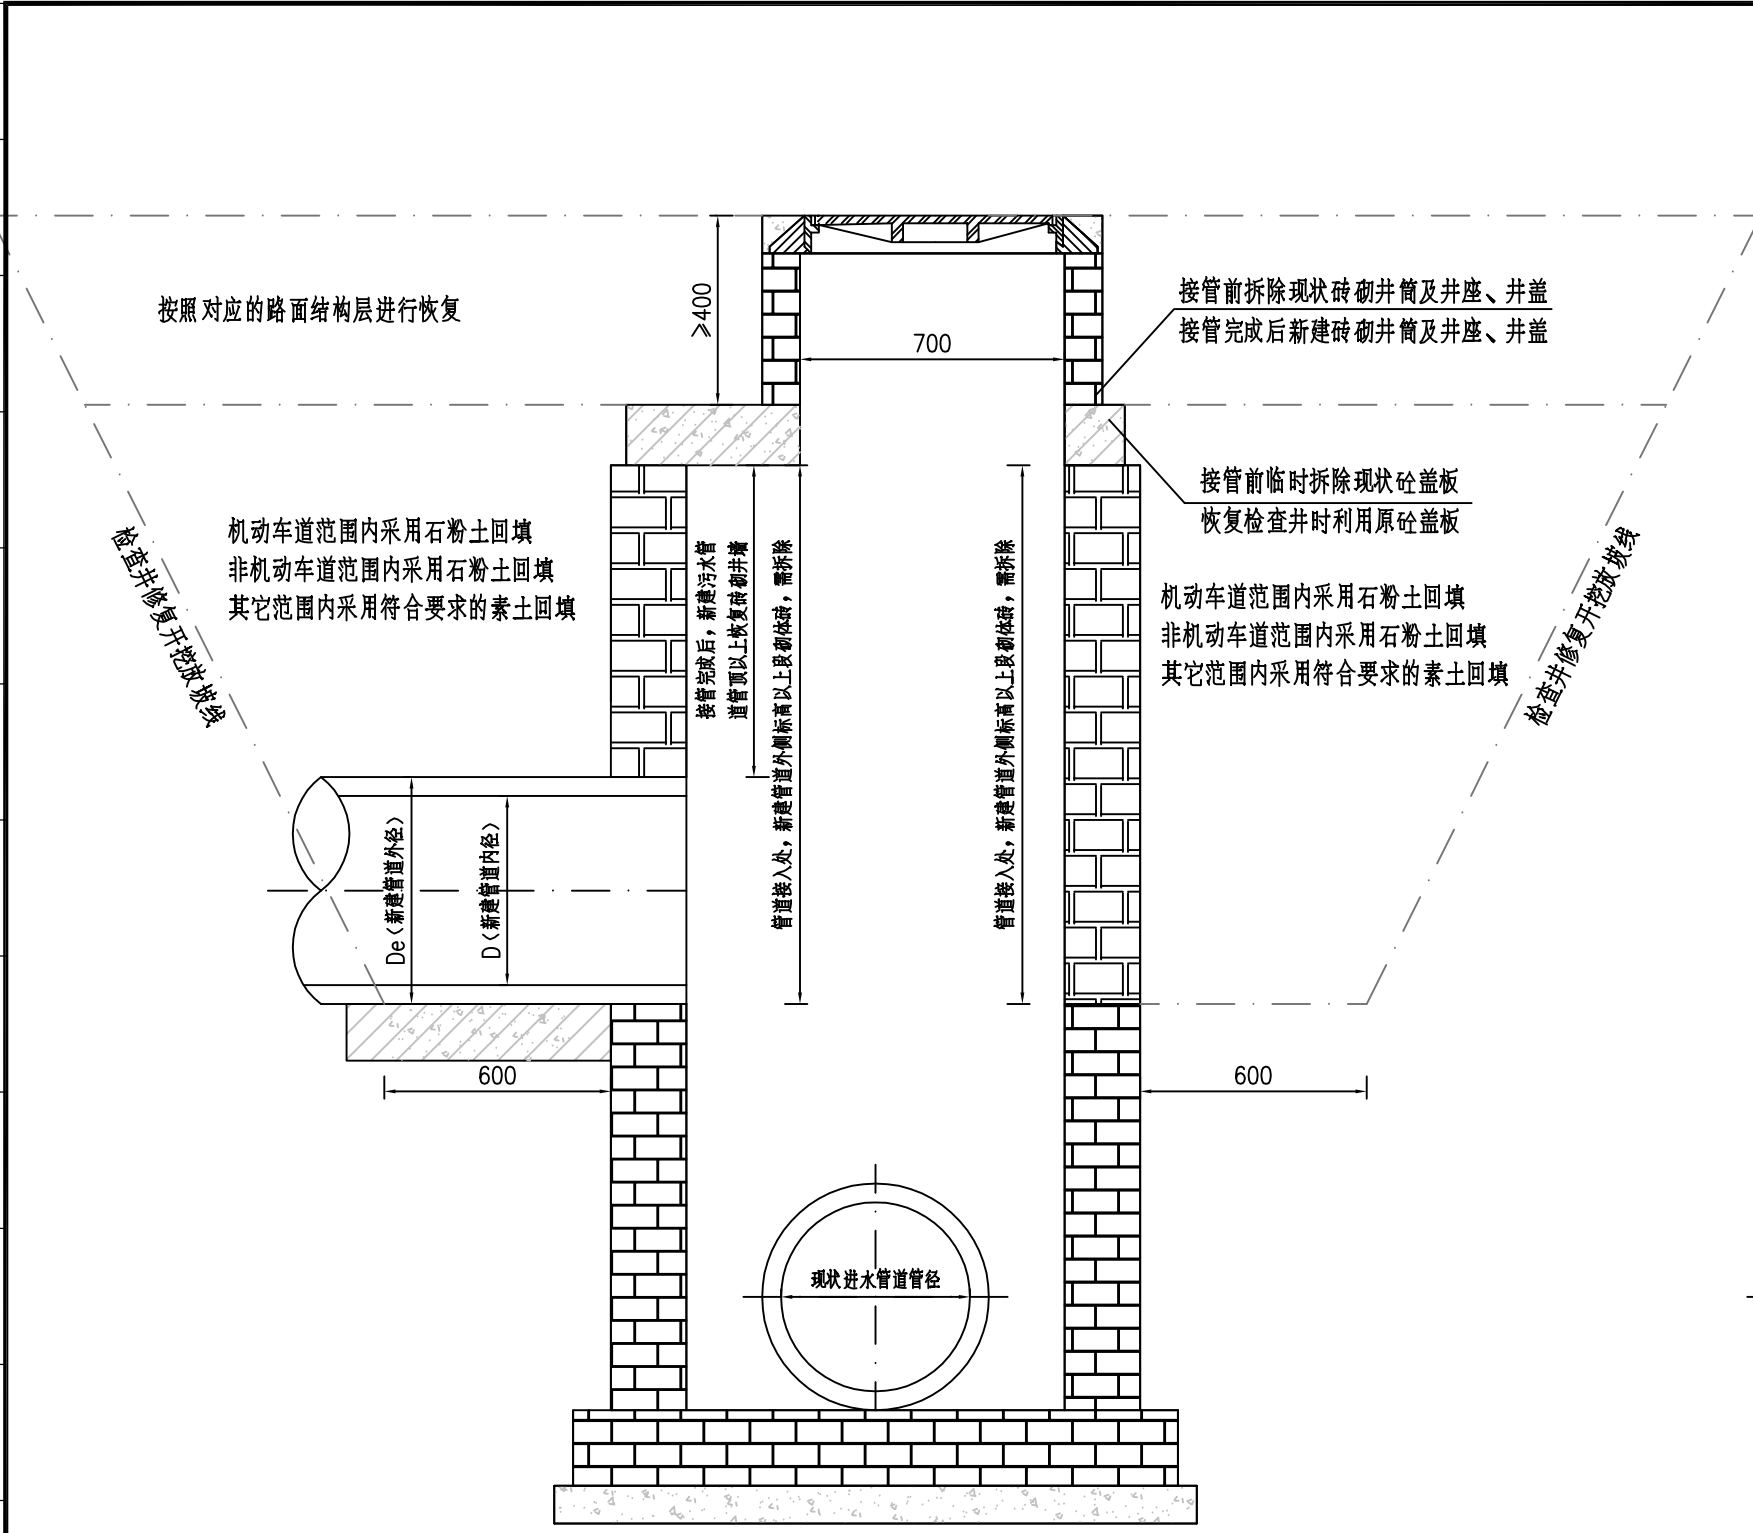 ≥400
按照对应的路面结构层进行恢复
700
接管前拆除现状砖砌井筒及井座、井盖
接管完成后新建砖砌井筒及井座、井盖
接管前临时拆除现状砼盖板
恢复检查井时利用原砼盖板
机动车道范围内采用石粉土回填
非机动车道范围内采用石粉土回填
其它范围内采用符合要求的素土回填
检查井修复开挖放坡线
接管完成后，新建污水管
道管顶以上恢复砖砌井墙
管道接入处，新建管道外侧标高以上段砌体砖，需拆除
管道接入处，新建管道外侧标高以上段砌体砖，需拆除
机动车道范围内采用石粉土回填
非机动车道范围内采用石粉土回填
其它范围内采用符合要求的素土回填
检查井修复开挖放坡线
De<新建管道外径>
D<新建管道内径>
600
600
现状进水管道管径